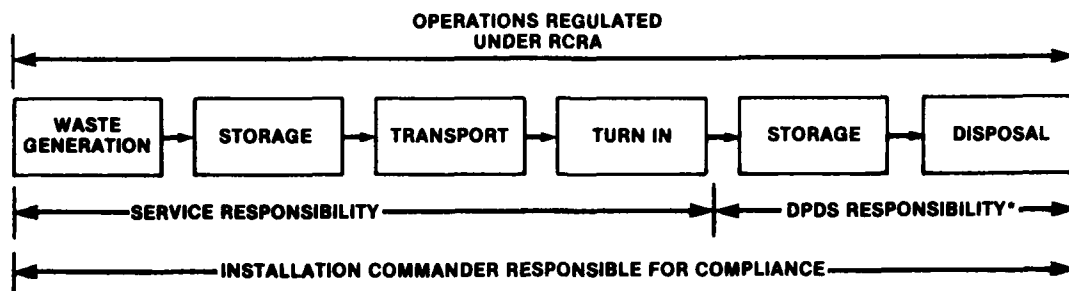 OPERATIONS REGULATED
UNDER RCRA
WASTE
GENERATION
STORAGE
TRANSPORT
TURN IN
STORAGE
DISPOSAL
SERVICE RESPONSIBILITY
DPDS RESPONSIBILITY*
INSTALLATION COMMANDER RESPONSIBLE FOR COMPLIANCE